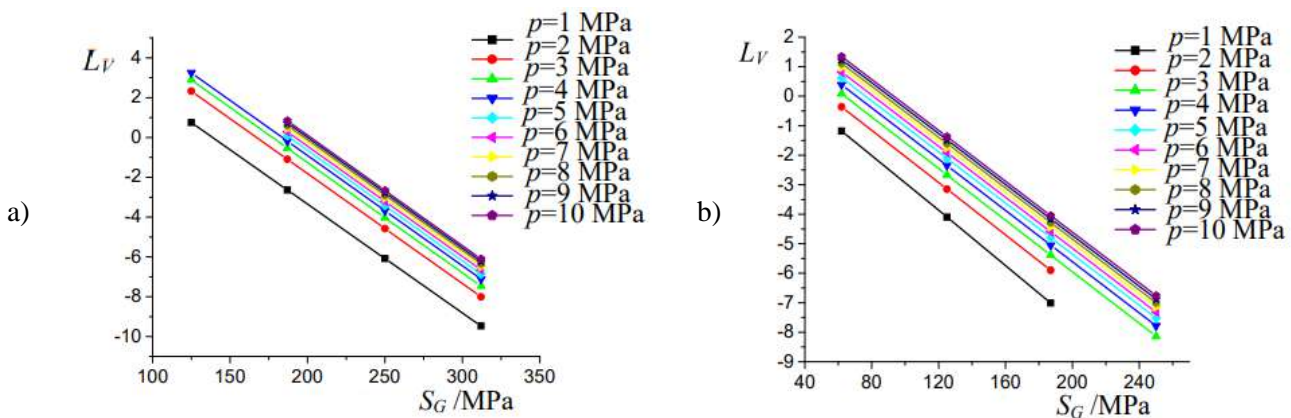 a)
L_V
4
2
0
-2
-4
-6
-8
-10
100 150 200 250 300 350
S_G /MPa
p=1 MPa
p=2 MPa
p=3 MPa
p=4 MPa
p=5 MPa
p=6 MPa
p=7 MPa
p=8 MPa
p=9 MPa
p=10 MPa
b)
L_V
2
1
0
-1
-2
-3
-4
-5
-6
-7
-8
-9
40 80 120 160 200 240
S_G /MPa
p=1 MPa
p=2 MPa
p=3 MPa
p=4 MPa
p=5 MPa
p=6 MPa
p=7 MPa
p=8 MPa
p=9 MPa
p=10 MPa